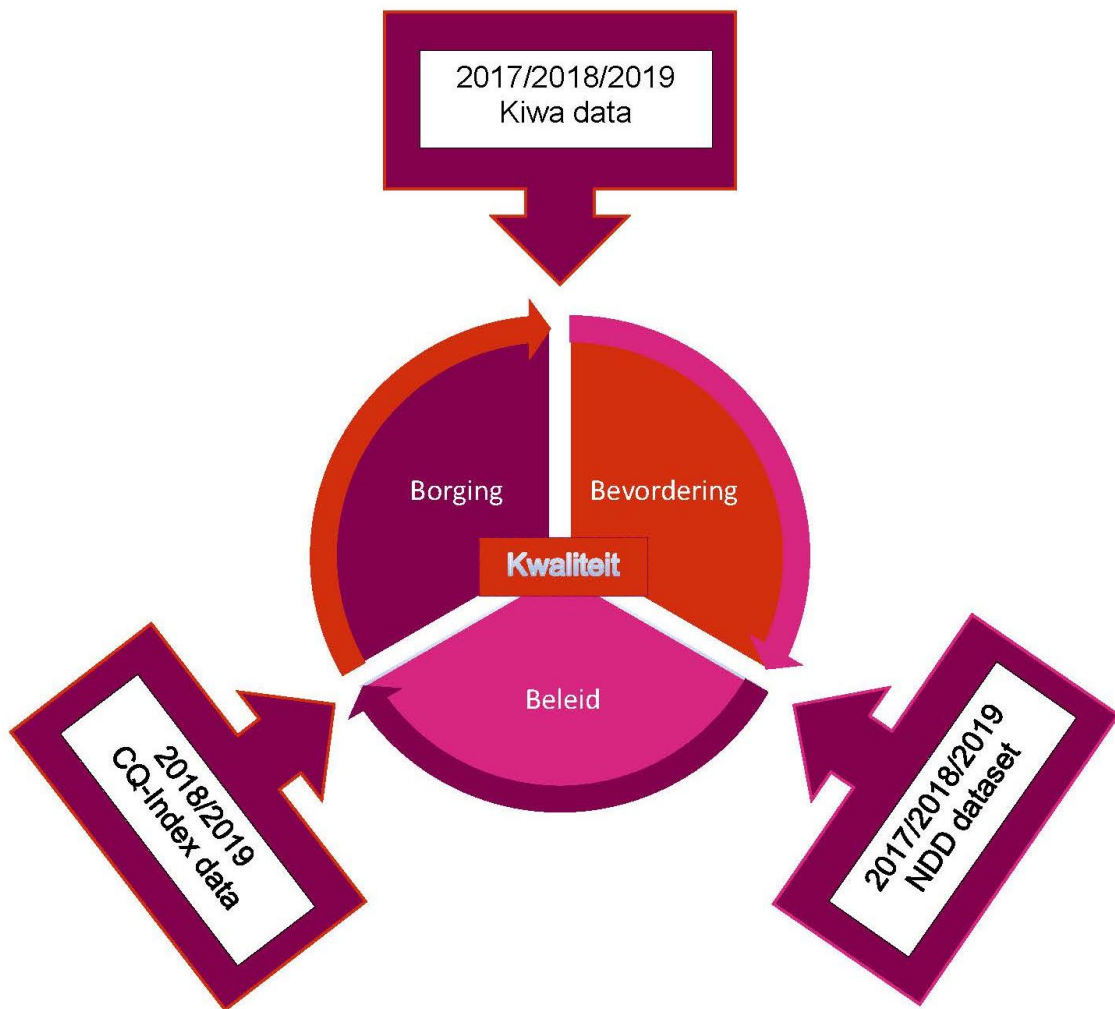 2017/2018/2019
Kiwa data
Borging
Bevordering
Kwaliteit
Beleid
2018/2019
CQ-Index data
2017/2018/2019
NDD dataset